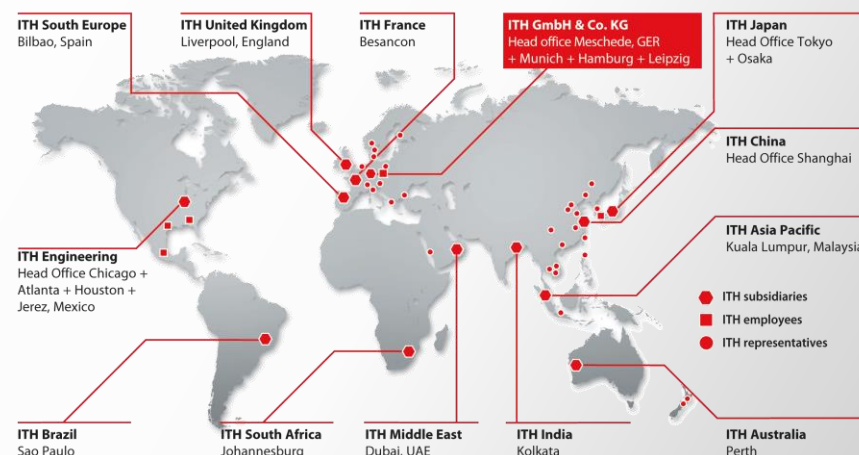 ITH South Europe
Bilbao, Spain
ITH United Kingdom
Liverpool, England
ITH France
Besancon
ITH GmbH & Co. KG
Head office Meschede, GER
+ Munich + Hamburg + Leipzig
ITH Japan
Head Office Tokyo
+ Osaka
ITH China
Head Office Shanghai
ITH Asia Pacific
Kuala Lumpur, Malaysia
ITH Engineering
Head Office Chicago +
Atlanta + Houston +
Jerez, Mexico
ITH subsidiaries
ITH employees
ITH representatives
ITH Brazil
Sao Paulo
ITH South Africa
Johannesburg
ITH Middle East
Dubai, UAE
ITH India
Kolkata
ITH Australia
Perth